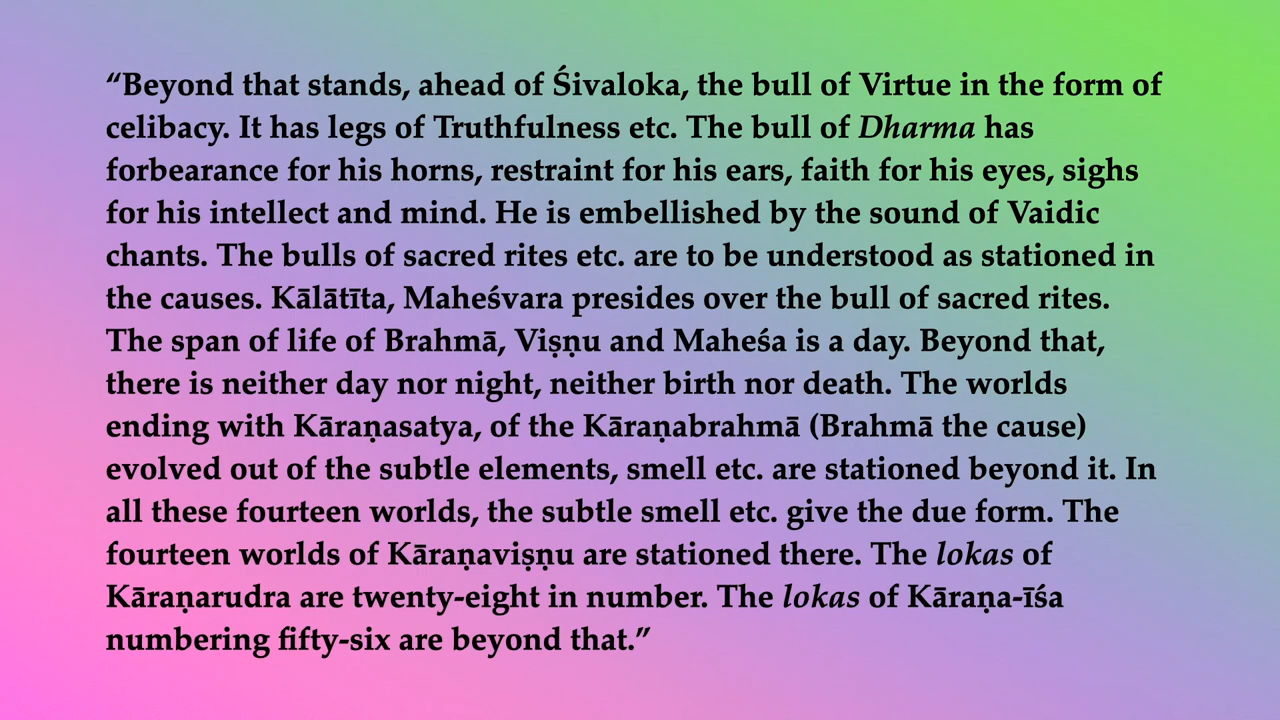 “Beyond that stands, ahead of Śivaloka, the bull of Virtue in the form of
celibacy. It has legs of Truthfulness etc. The bull of Dharma has
forbearance for his horns, restraint for his ears, faith for his eyes, sighs
for his intellect and mind. He is embellished by the sound of Vaidic
chants. The bulls of sacred rites etc. are to be understood as stationed in
the causes. Kālātīta, Maheśvara presides over the bull of sacred rites.
The span of life of Brahmā, Viṣṇu and Maheśa is a day. Beyond that,
there is neither day nor night, neither birth nor death. The worlds
ending with Kāraṇasatya, of the Kāraṇabrahmā (Brahmā the cause)
evolved out of the subtle elements, smell etc. are stationed beyond it. In
all these fourteen worlds, the subtle smell etc. give the due form. The
fourteen worlds of Kāraṇaviṣṇu are stationed there. The lokas of
Kāraṇarudra are twenty-eight in number. The lokas of Kāraṇa-īśa
numbering fifty-six are beyond that.”